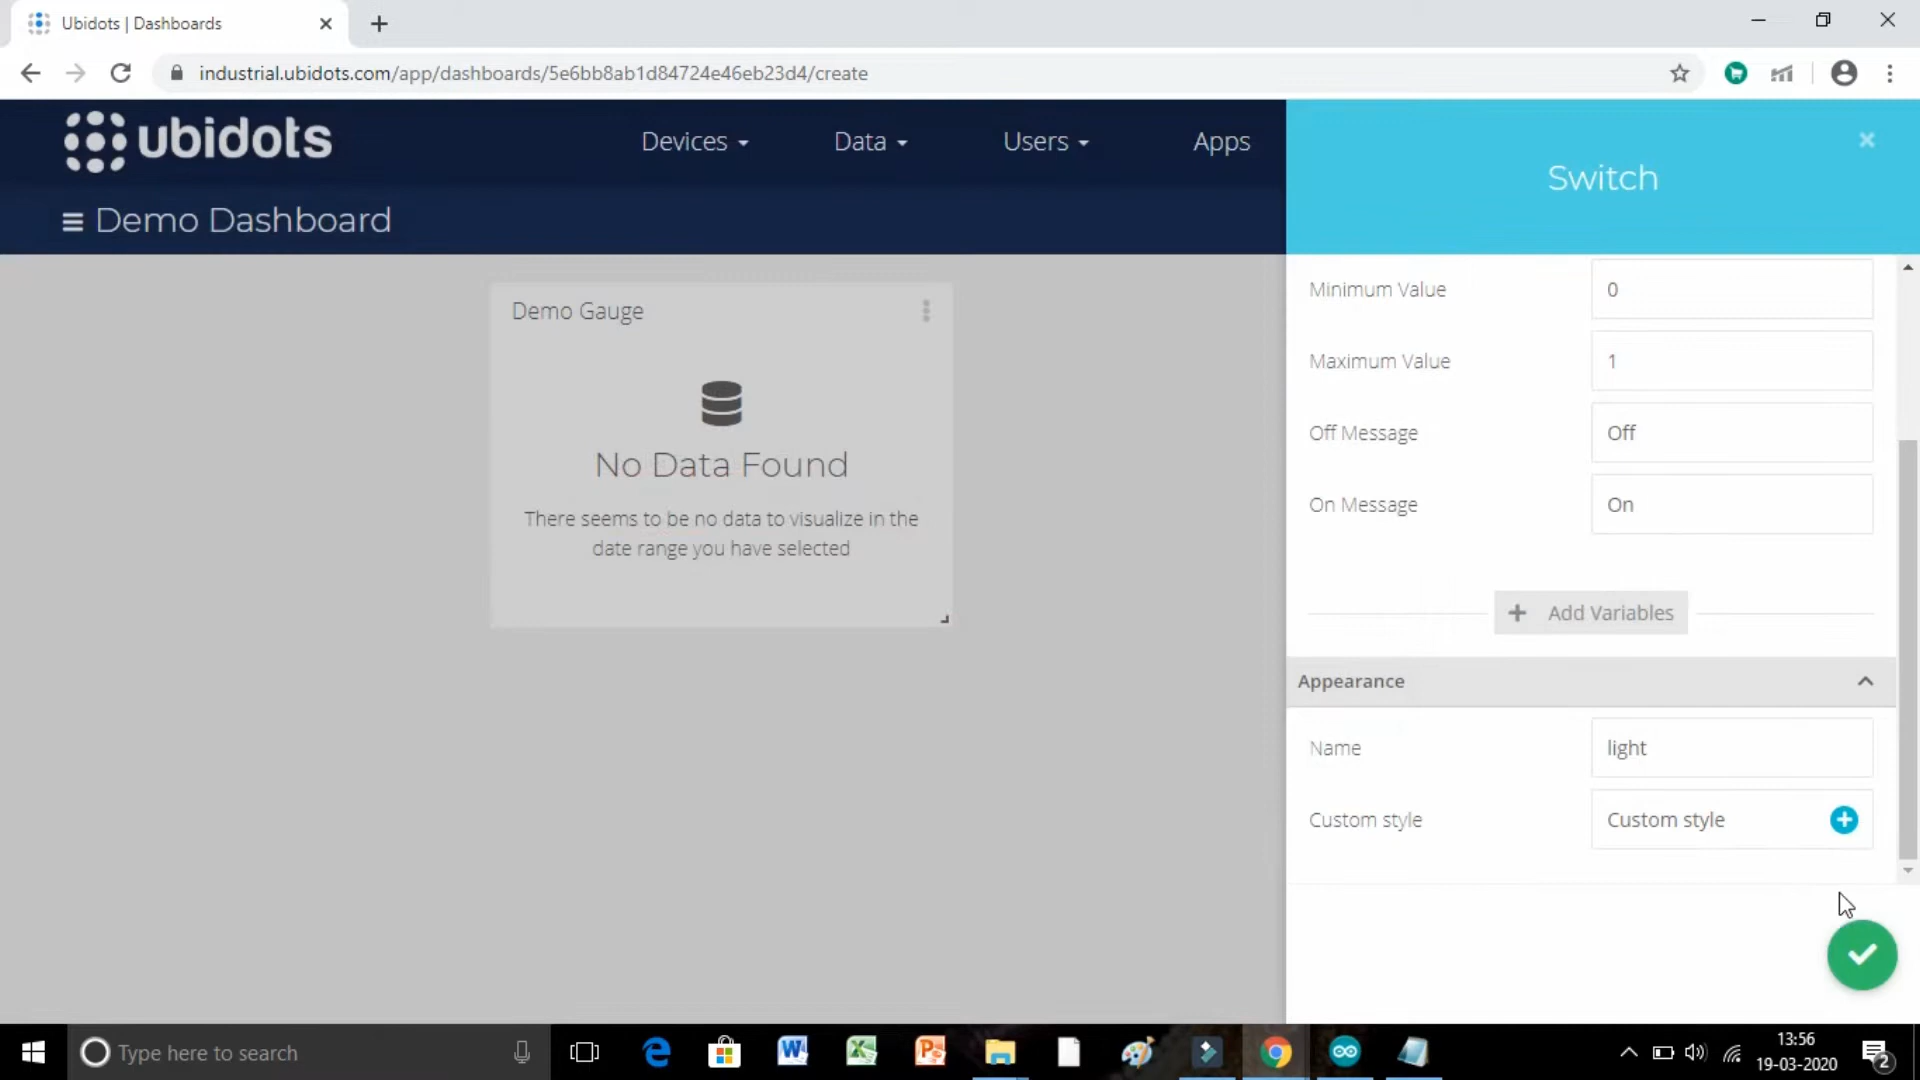 Ubidots | Dashboards
industrial.ubidots.com/app/dashboards/5e6bb8ab1d84724e46eb23d4/create
ubidots
Devices
Data
Users
Apps
Demo Dashboard
Demo Gauge
No Data Found
There seems to be no data to visualize in the
date range you have selected
Switch
Minimum Value 0
Maximum Value 1
Off Message Off
On Message On
+ Add Variables
Appearance
Name light
Custom style Custom style
Type here to search
13:56
19-03-2020
2